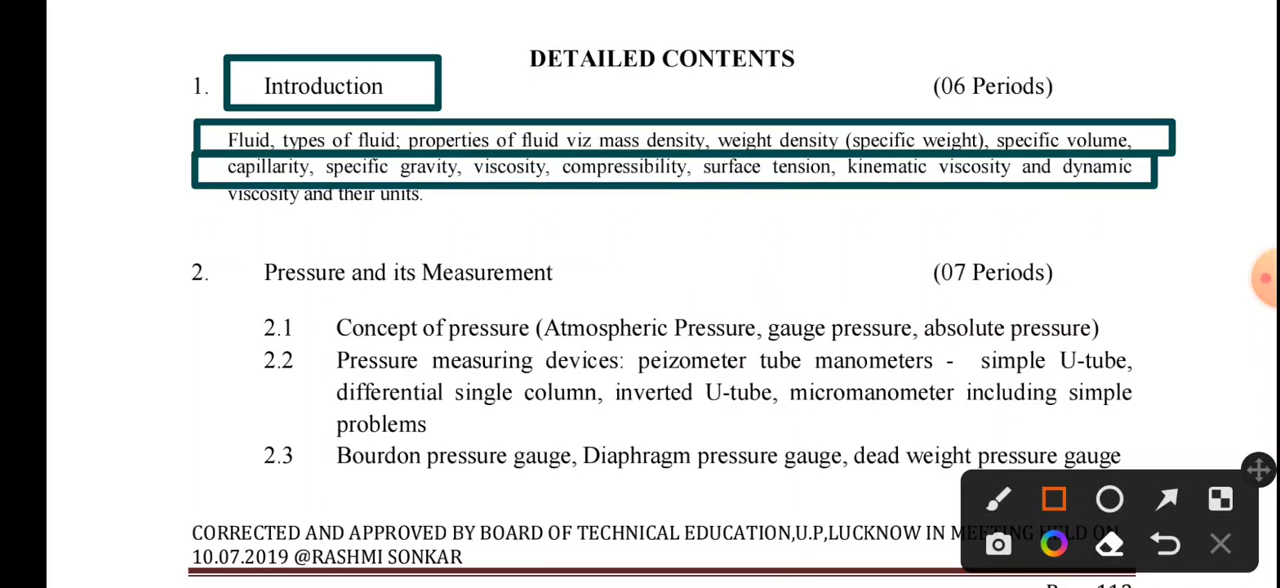 DETAILED CONTENTS
1. Introduction (06 Periods)
Fluid, types of fluid; properties of fluid viz mass density, weight density (specific weight), specific volume,
capillarity, specific gravity, viscosity, compressibility, surface tension, kinematic viscosity and dynamic
viscosity and their units.
2. Pressure and its Measurement (07 Periods)
2.1 Concept of pressure (Atmospheric Pressure, gauge pressure, absolute pressure)
2.2 Pressure measuring devices: peizometer tube manometers - simple U-tube,
differential single column, inverted U-tube, micromanometer including simple
problems
2.3 Bourdon pressure gauge, Diaphragm pressure gauge, dead weight pressure gauge
CORRECTED AND APPROVED BY BOARD OF TECHNICAL EDUCATION,U.P,LUCKNOW IN MEETING HELD ON
10.07.2019 @RASHMI SONKAR